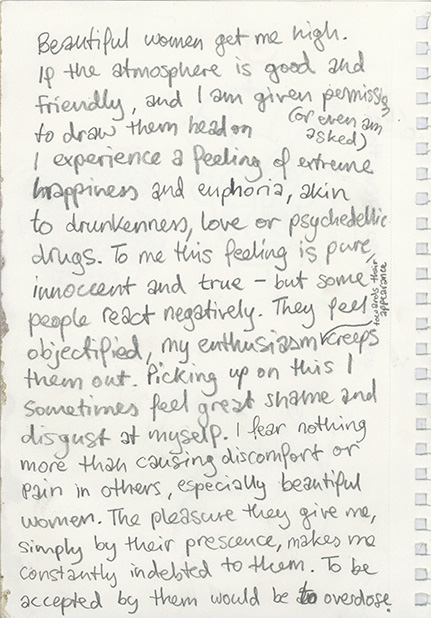 Beautiful women get me high.
If the atmosphere is good and
friendly, and I am given permission
(or even am
to draw them head on
asked)
I experience a feeling of extreme
happiness and euphoria, akin
to drunkenness, love or psychedellic
drugs. To me this feeling is pure,
innoccent and true – but some
people react negatively. They feel
objectified, my enthusiasm creeps
towards their
appearance
them out. Picking up on this I
sometimes feel great shame and
disgust at myself. I fear nothing
more than causing discomfort or
pain in others, especially beautiful
women. The pleasure they give me,
simply by their prescence, makes me
constantly indebted to them. To be
accepted by them would be to overdose.